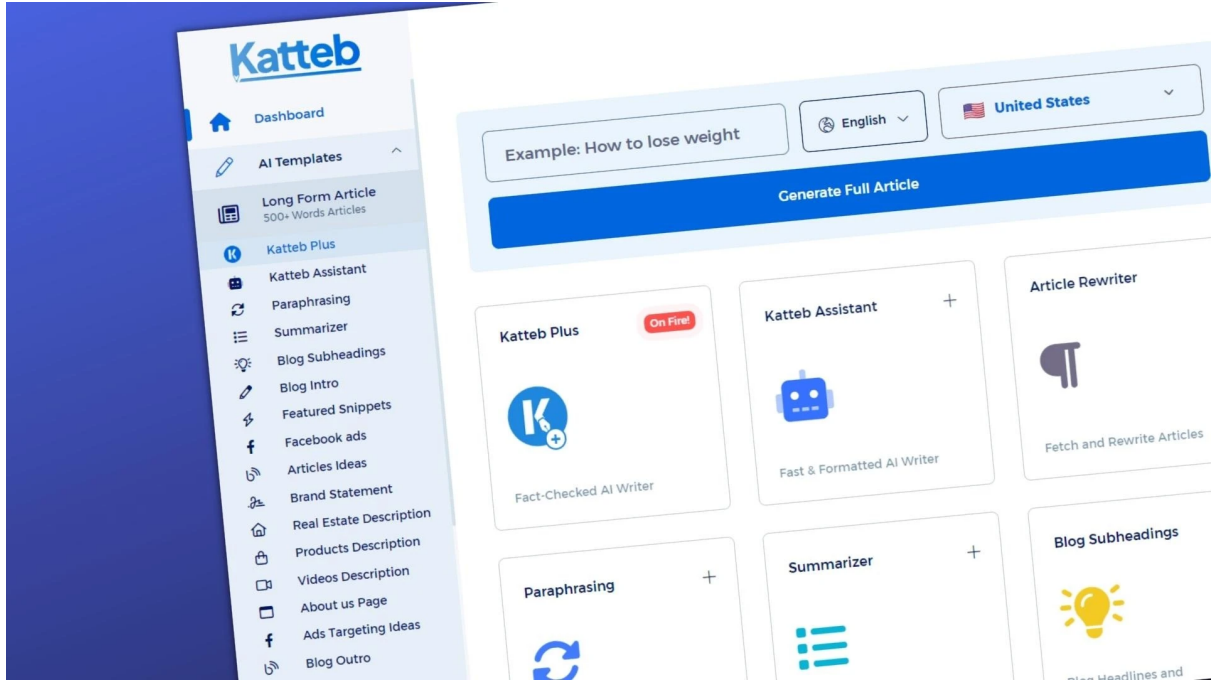 Katteb
Dashboard
AI Templates
Long Form Article
500+ Words Articles
Katteb Plus
Katteb Assistant
Paraphrasing
Summarizer
Blog Subheadings
Blog Intro
Featured Snippets
Facebook ads
Articles Ideas
Brand Statement
Real Estate Description
Products Description
Videos Description
About us Page
Ads Targeting Ideas
Blog Outro
Example: How to lose weight
English
United States
Generate Full Article
Katteb Plus
On Fire!
Fact-Checked AI Writer
Katteb Assistant
Fast & Formatted AI Writer
Article Rewriter
Fetch and Rewrite Articles
Paraphrasing
Summarizer
Blog Subheadings
Blog Headlines and